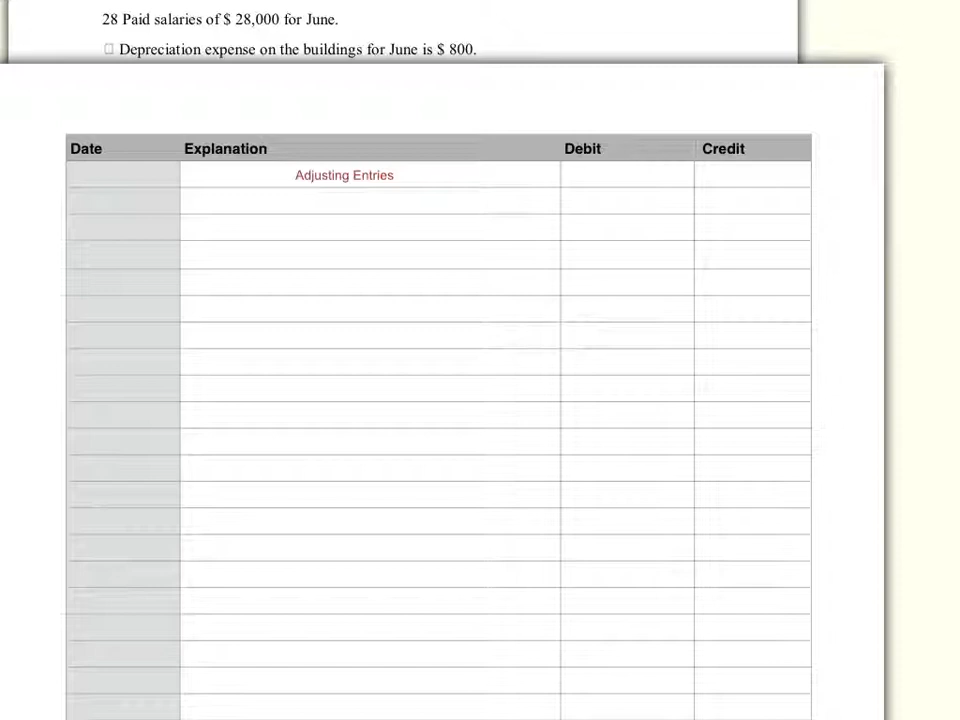 28 Paid salaries of $ 28,000 for June.
Depreciation expense on the buildings for June is $ 800.
Date Explanation Debit Credit
Adjusting Entries